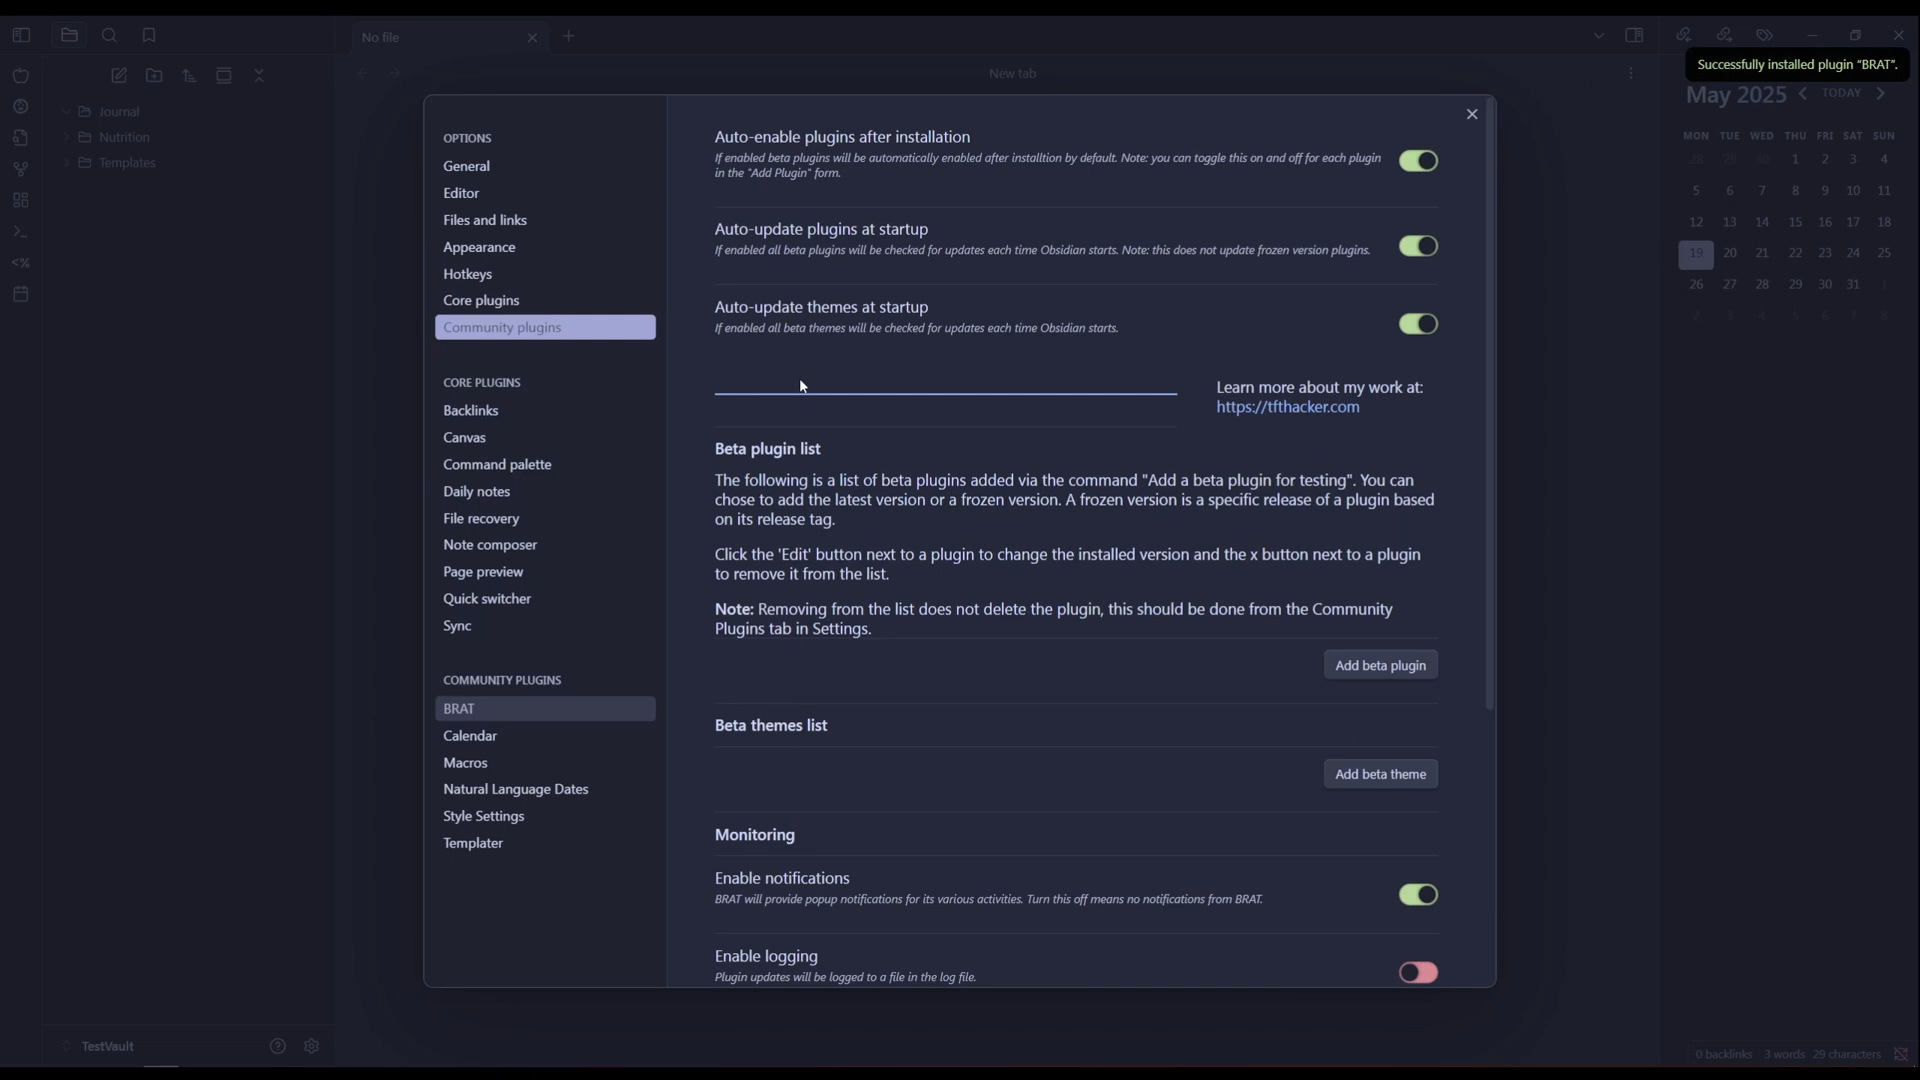 No file
New tab
Successfully installed plugin "BRAT".
Journal
Nutrition
Templates
OPTIONS
General
Editor
Files and links
Appearance
Hotkeys
Core plugins
Community plugins
CORE PLUGINS
Backlinks
Canvas
Command palette
Daily notes
File recovery
Note composer
Page preview
Quick switcher
Sync
COMMUNITY PLUGINS
BRAT
Calendar
Macros
Natural Language Dates
Style Settings
Templater
Auto-enable plugins after installation
If enabled beta plugins will be automatically enabled after installtion by default. Note: you can toggle this on and off for each plugin
in the "Add Plugin" form.
Auto-update plugins at startup
If enabled all beta plugins will be checked for updates each time Obsidian starts. Note: this does not update frozen version plugins.
Auto-update themes at startup
If enabled all beta themes will be checked for updates each time Obsidian starts.
Learn more about my work at:
https://tfthacker.com
Beta plugin list
The following is a list of beta plugins added via the command "Add a beta plugin for testing". You can
chose to add the latest version or a frozen version. A frozen version is a specific release of a plugin based
on its release tag.
Click the 'Edit' button next to a plugin to change the installed version and the x button next to a plugin
to remove it from the list.
Note: Removing from the list does not delete the plugin, this should be done from the Community
Plugins tab in Settings.
Add beta plugin
Beta themes list
Add beta theme
Monitoring
Enable notifications
BRAT will provide popup notifications for its various activities. Turn this off means no notifications from BRAT.
Enable logging
Plugin updates will be logged to a file in the log file.
May 2025 TODAY
MON TUE WED THU FRI SAT SUN
28 29 30 1 2 3 4
5 6 7 8 9 10 11
12 13 14 15 16 17 18
19 20 21 22 23 24 25
26 27 28 29 30 31 1
2 3 4 5 6 7 8
TestVault
0 backlinks 3 words 29 characters